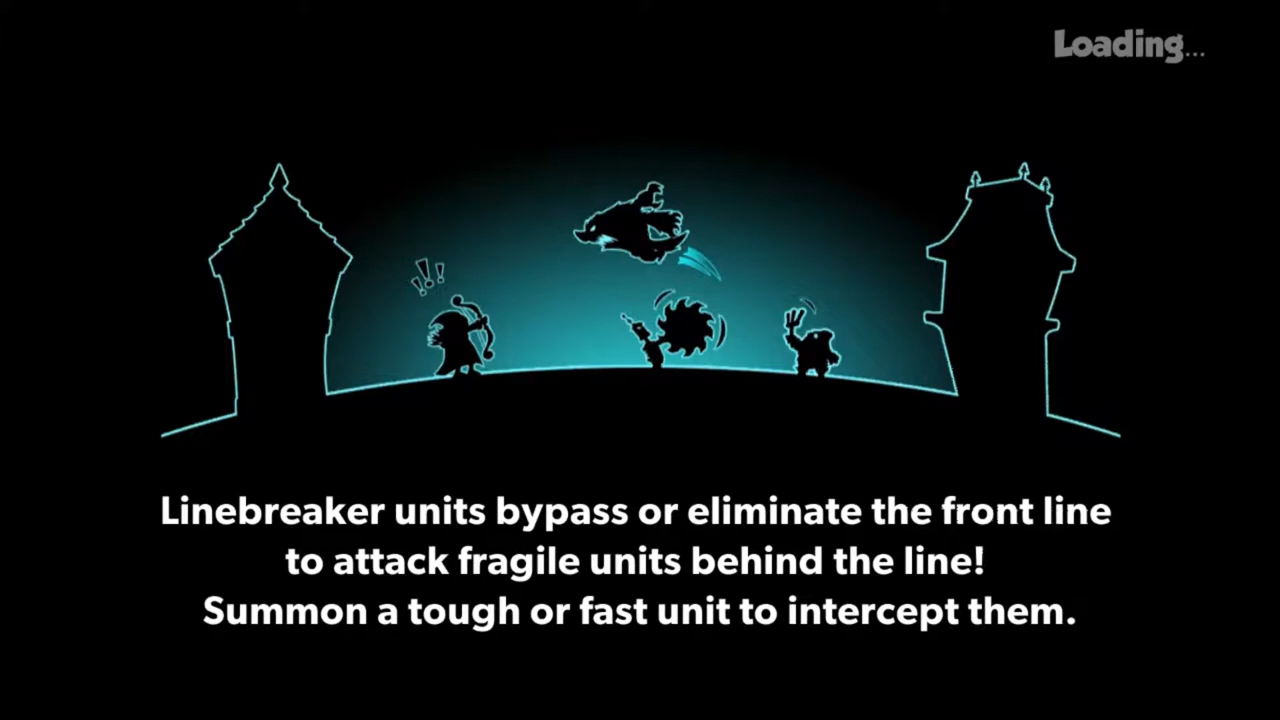 Loading...
!!!
Linebreaker units bypass or eliminate the front line
to attack fragile units behind the line!
Summon a tough or fast unit to intercept them.